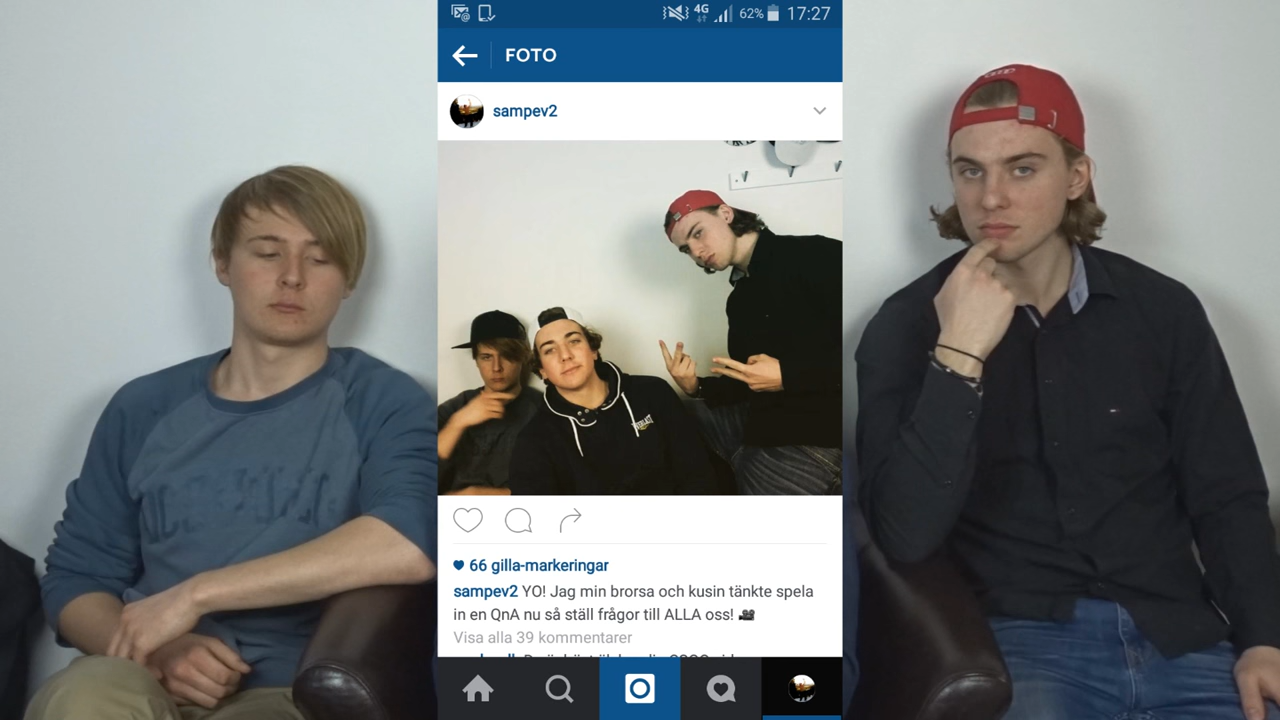 4G 62% 17:27
FOTO
sampev2
EVERLAST
66 gilla-markeringar
sampev2 YO! Jag min brorsa och kusin tänkte spela
in en QnA nu så ställ frågor till ALLA oss!
Visa alla 39 kommentarer